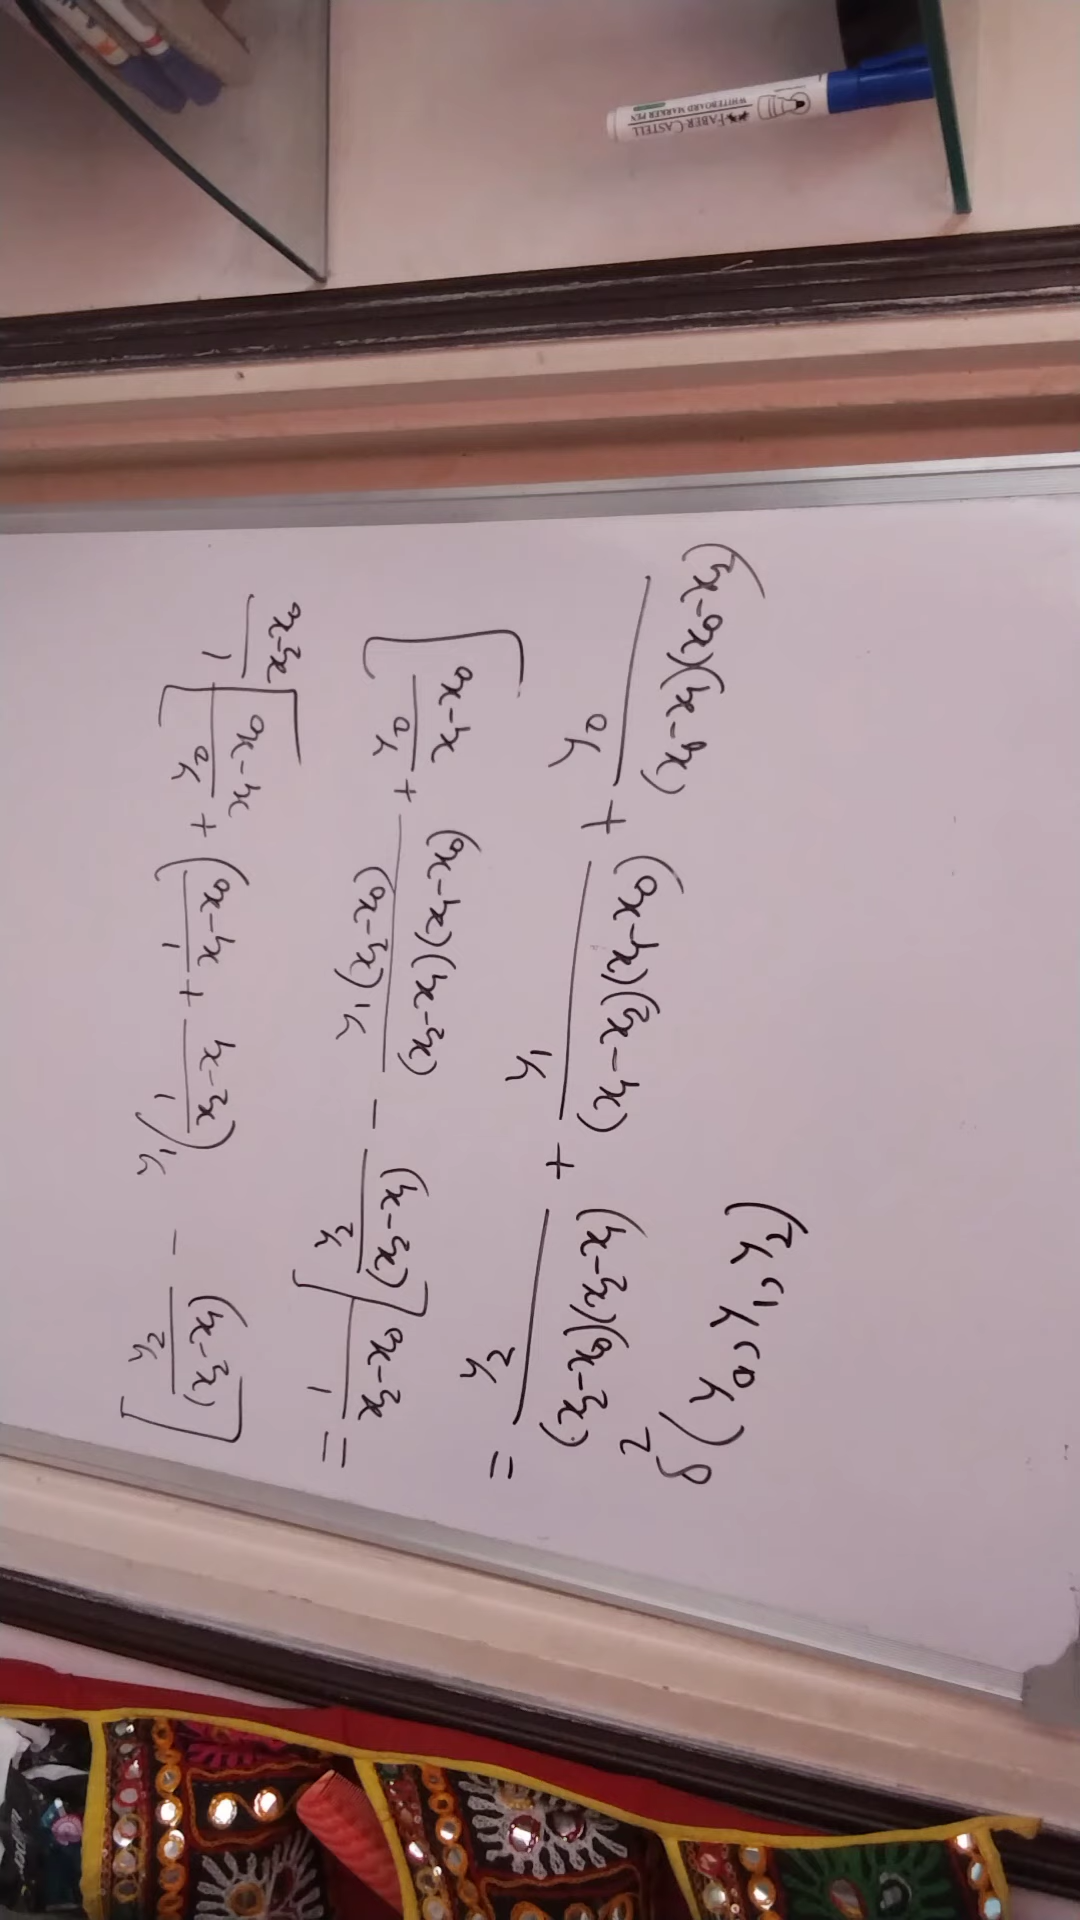 [ y₂/(x₂-x₁) - y₁(1/(x₂-x₁) + 1/(x₁-x₀)) + y₀/(x₁-x₀) ] 1/(x₂-x₀)
= 1/(x₂-x₀) [ y₂/(x₂-x₁) - y₁(x₂-x₀)/((x₂-x₁)(x₁-x₀)) + y₀/(x₁-x₀) ]
= y₂/((x₂-x₀)(x₂-x₁)) + y₁/((x₁-x₂)(x₁-x₀)) + y₀/((x₀-x₁)(x₀-x₂))
δ²(y₀, y₁, y₂)
FABER CASTELL
WHITEBOARD MARKER PEN